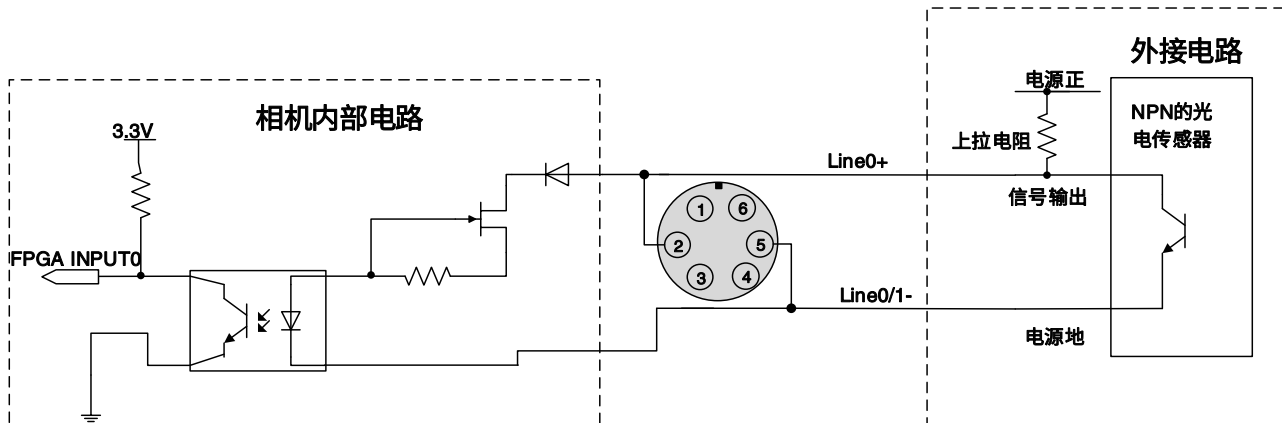 外接电路
电源正
NPN的光
电传感器
相机内部电路
3.3V
上拉电阻
Line0+
信号输出
1
6
FPGA INPUT0
2
5
3
4
Line0/1-
电源地